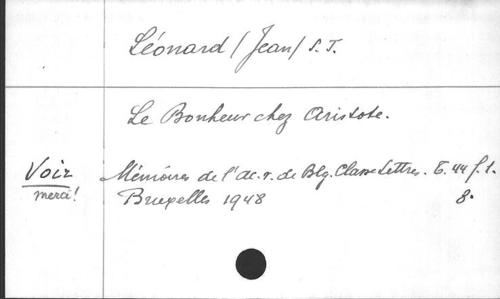 Léonard (Jean) S.J.
Le Bonheur chez Aristote.
Voir
merci!
Mémoires de l'Ac. r. de Blg. Classe Lettres. T. 44 f. 1.
Bruxelles 1948 8.